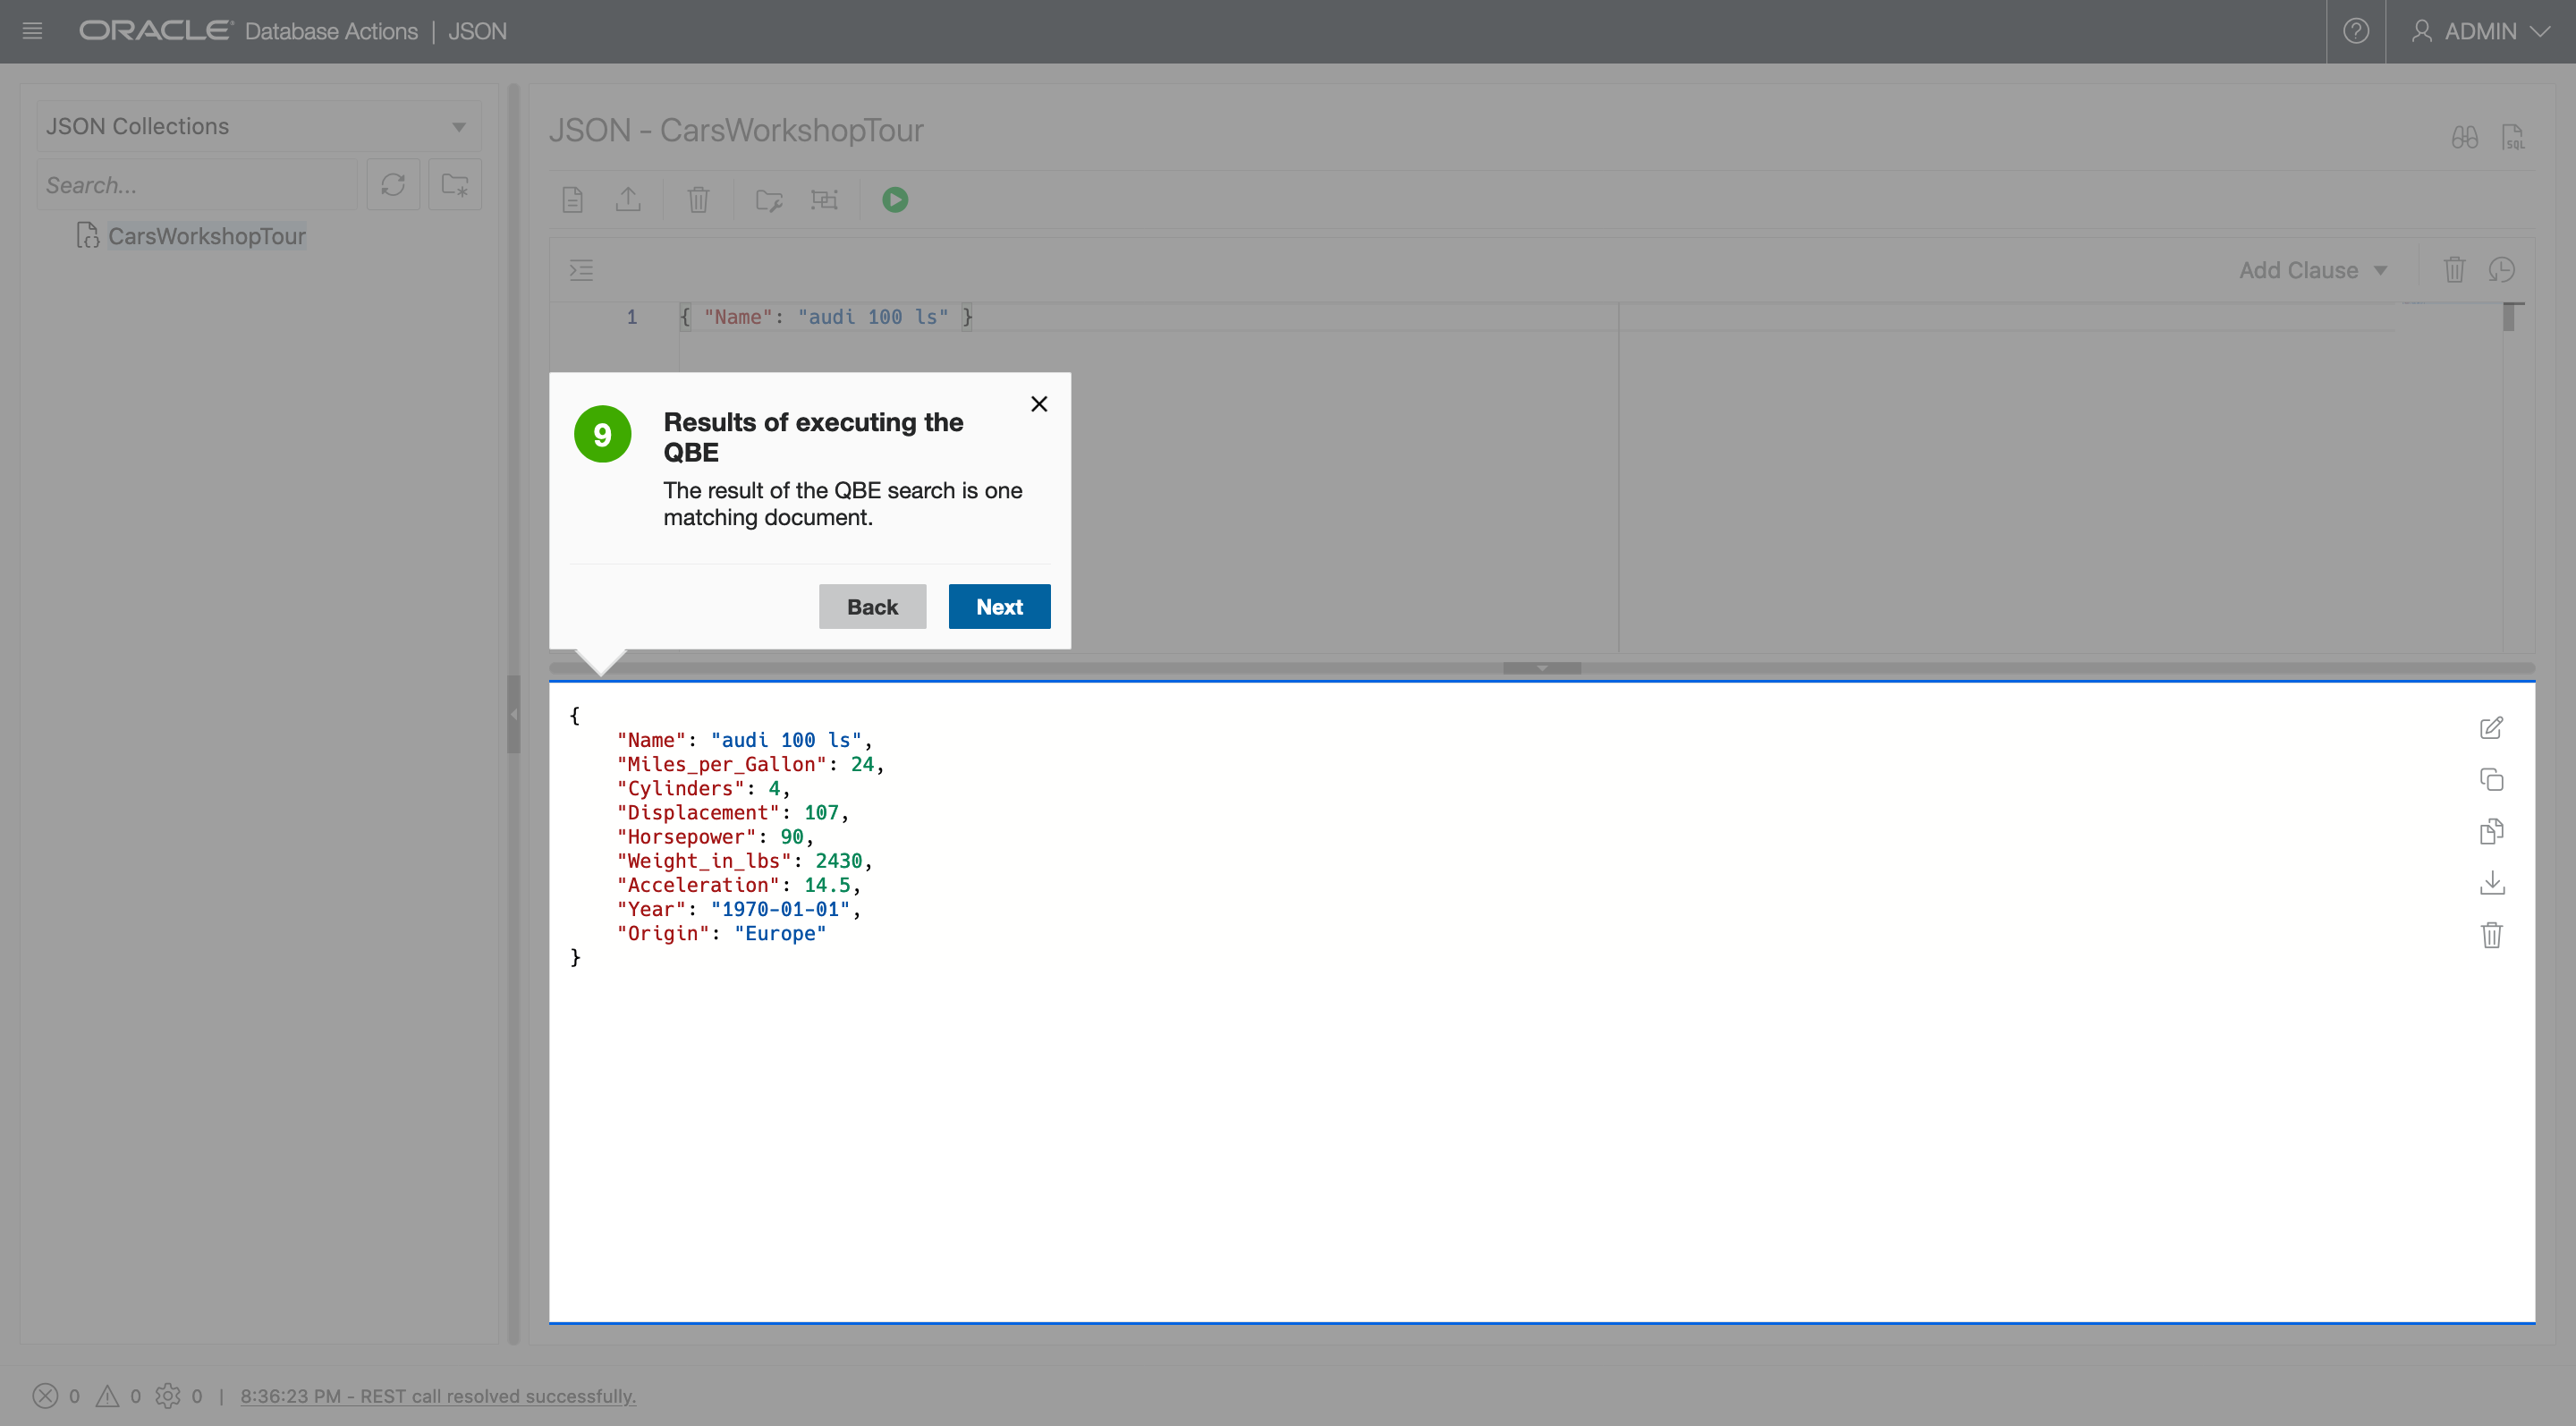 ORACLE Database Actions | JSON
ADMIN
JSON Collections
Search...
CarsWorkshopTour
JSON - CarsWorkshopTour
SQL
Add Clause
1 { "Name": "audi 100 ls" }
9
Results of executing the
QBE
The result of the QBE search is one
matching document.
Back Next
{
"Name": "audi 100 ls",
"Miles_per_Gallon": 24,
"Cylinders": 4,
"Displacement": 107,
"Horsepower": 90,
"Weight_in_lbs": 2430,
"Acceleration": 14.5,
"Year": "1970-01-01",
"Origin": "Europe"
}
0 0 0 | 8:36:23 PM - REST call resolved successfully.